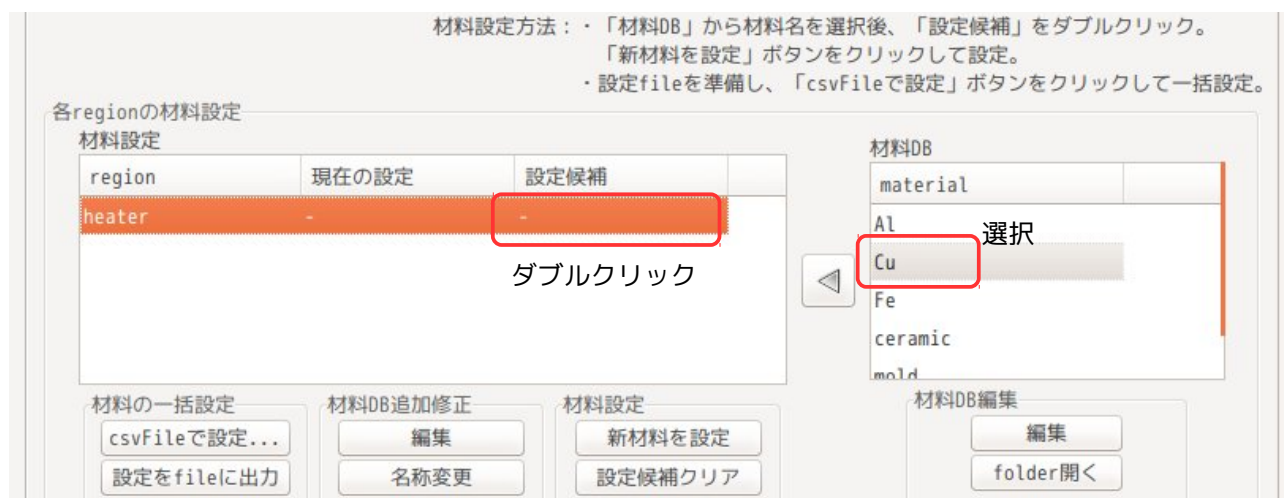 材料設定方法：・「材料DB」から材料名を選択後、「設定候補」をダブルクリック。
「新材料を設定」ボタンをクリックして設定。
・設定fileを準備し、「csvFileで設定」ボタンをクリックして一括設定。
各regionの材料設定
材料設定
region 現在の設定 設定候補
heater - -
ダブルクリック
材料DB
material
Al
選択
Cu
Fe
ceramic
mold
材料の一括設定
csvFileで設定...
設定をfileに出力
材料DB追加修正
編集
名称変更
材料設定
新材料を設定
設定候補クリア
材料DB編集
編集
folder開く